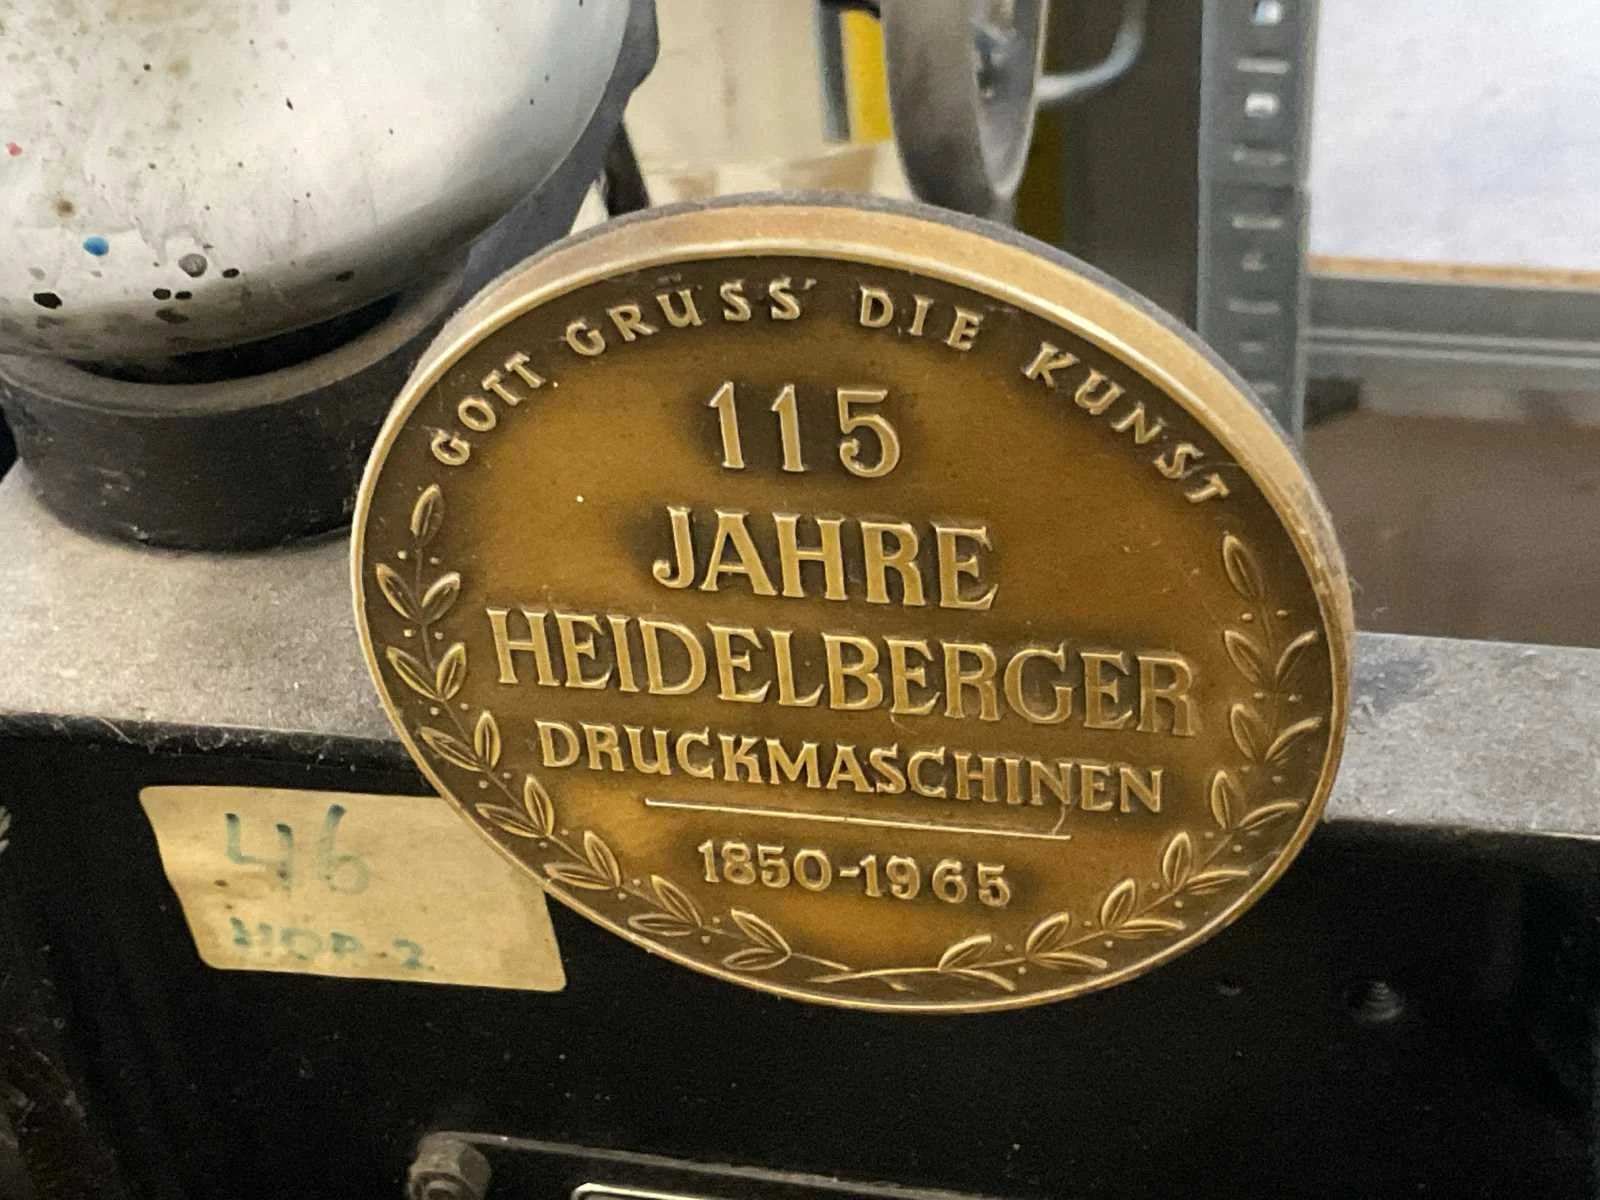 GOTT GRÜSS' DIE KUNST
115
JAHRE
HEIDELBERGER
DRUCKMASCHINEN
1850-1965
46